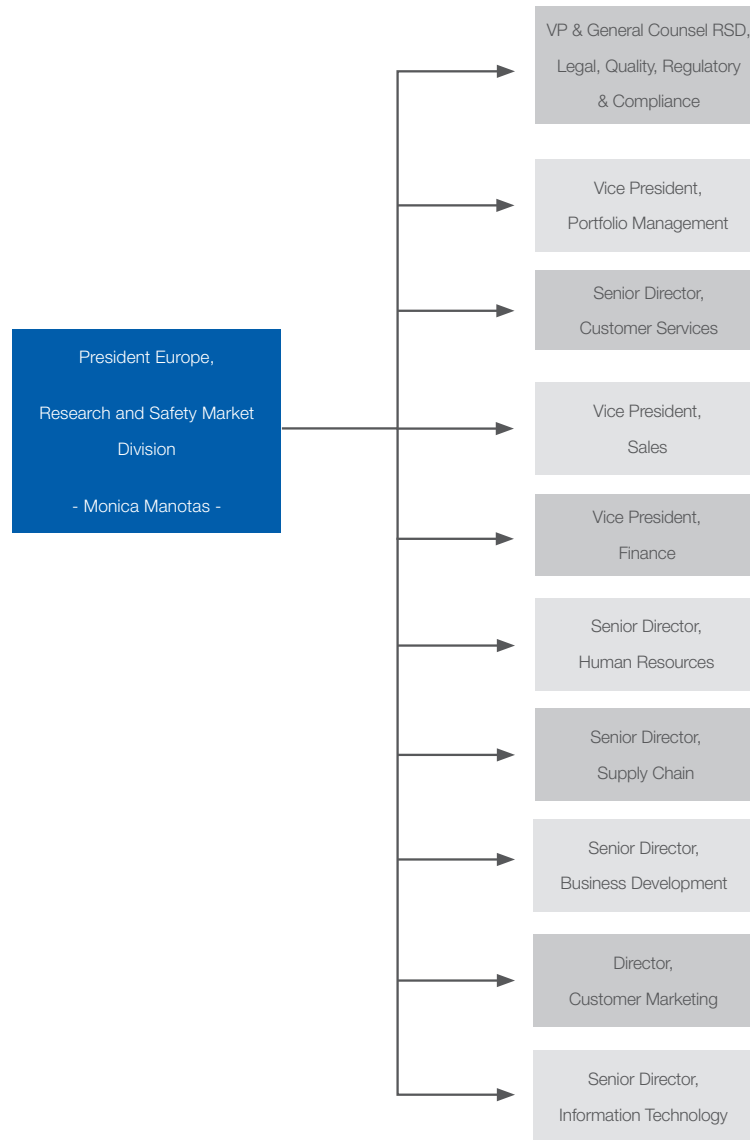 VP & General Counsel RSD,
Legal, Quality, Regulatory
& Compliance
Vice President,
Portfolio Management
Senior Director,
Customer Services
President Europe,
Research and Safety Market
Division
- Monica Manotas -
Vice President,
Sales
Vice President,
Finance
Senior Director,
Human Resources
Senior Director,
Supply Chain
Senior Director,
Business Development
Director,
Customer Marketing
Senior Director,
Information Technology